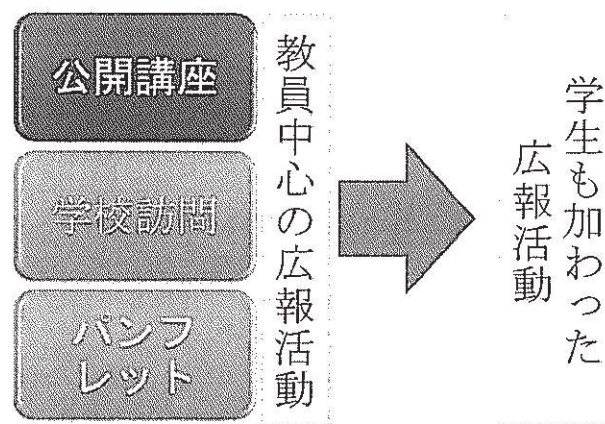 公開講座
学校訪問
パンフ
レット
教員中心の広報活動
学生も加わった
広報活動